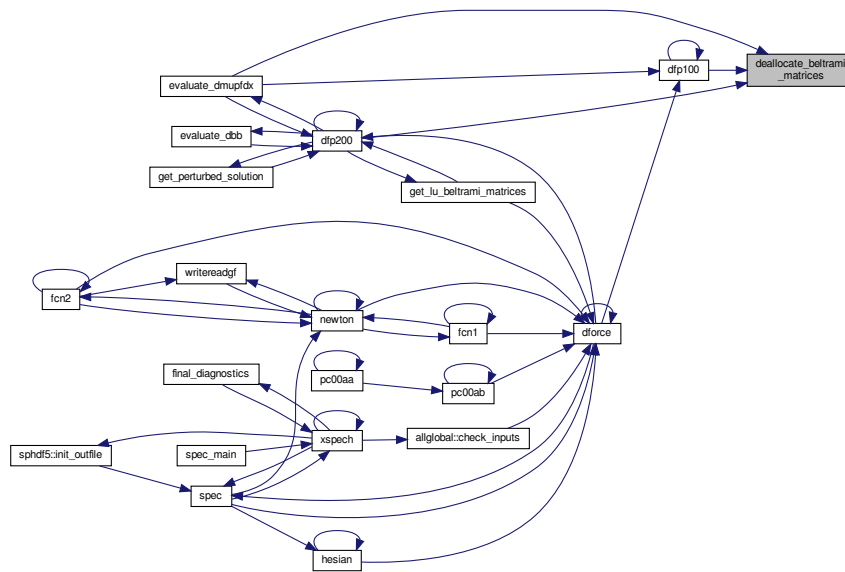 deallocate_beltrami
_matrices
dfp100
evaluate_dmupfdx
evaluate_dbb
dfp200
get_perturbed_solution
get_lu_beltrami_matrices
writereadgf
fcn2
newton
fcn1
dforce
final_diagnostics
pc00aa
pc00ab
xspech
allglobal::check_inputs
sphdf5::init_outfile
spec_main
spec
hesian